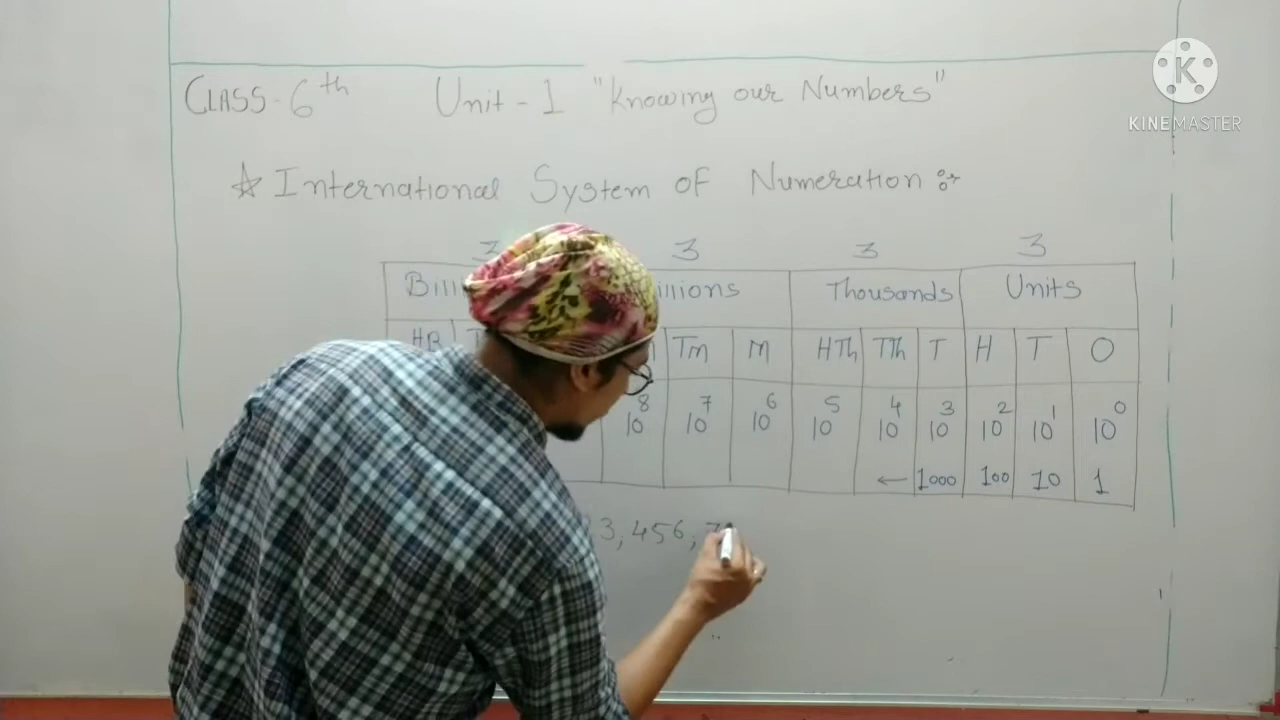 CLASS-6th Unit-1 "Knowing our Numbers"
☆ International System of Numeration :-
3 3 3 3
Thousands Units
HB Tm M HTh TTh T H T O
10^8 10^7 10^6 10^5 10^4 10^3 10^2 10^1 10^0
← 1000 100 10 1
3,456,7
KINEMASTER